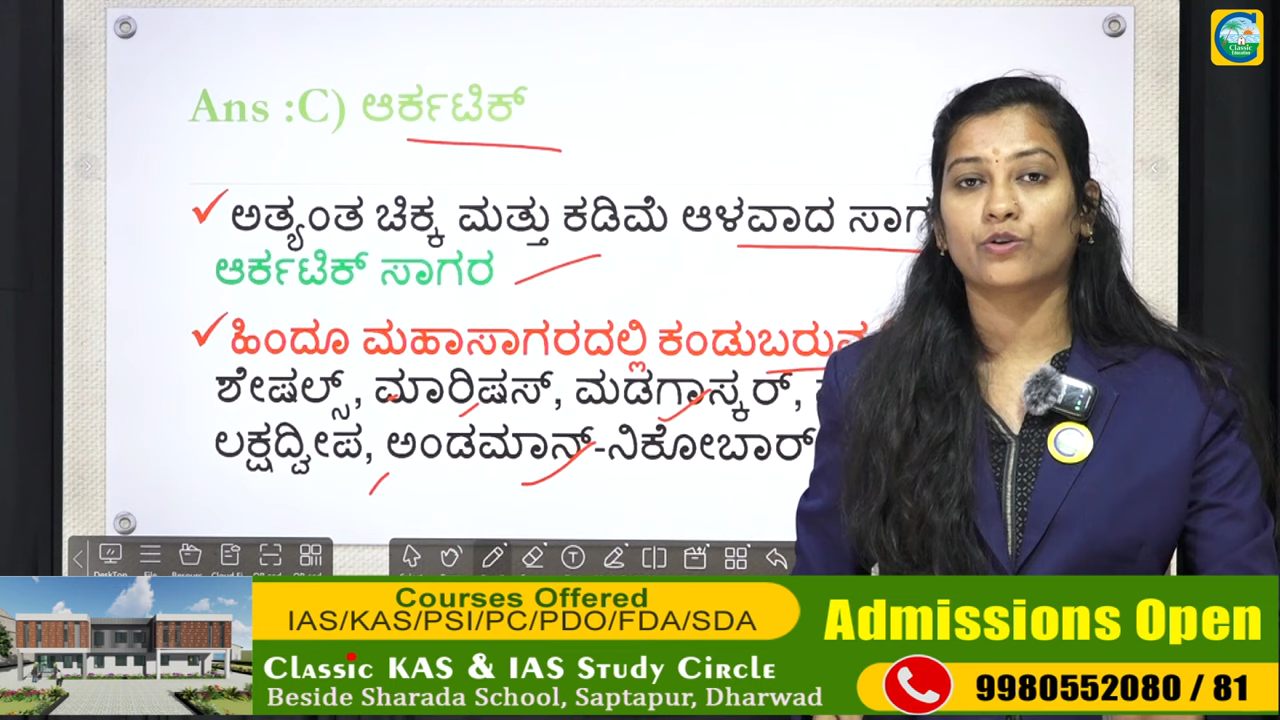 Classic
Education
Ans :C) ಆರ್ಕಟಿಕ್
ಅತ್ಯಂತ ಚಿಕ್ಕ ಮತ್ತು ಕಡಿಮೆ ಆಳವಾದ ಸಾಗ
ಆರ್ಕಟಿಕ್ ಸಾಗರ
ಹಿಂದೂ ಮಹಾಸಾಗರದಲ್ಲಿ ಕಂಡುಬರುವ
ಶೇಷಲ್ಸ್, ಮಾರಿಷಸ್, ಮಡಗಾಸ್ಕರ್,
ಲಕ್ಷದ್ವೀಪ, ಅಂಡಮಾನ್-ನಿಕೋಬಾರ್
Courses Offered
IAS/KAS/PSI/PC/PDO/FDA/SDA
Admissions Open
Classic KAS & IAS Study Circle
Beside Sharada School, Saptapur, Dharwad
9980552080 / 81